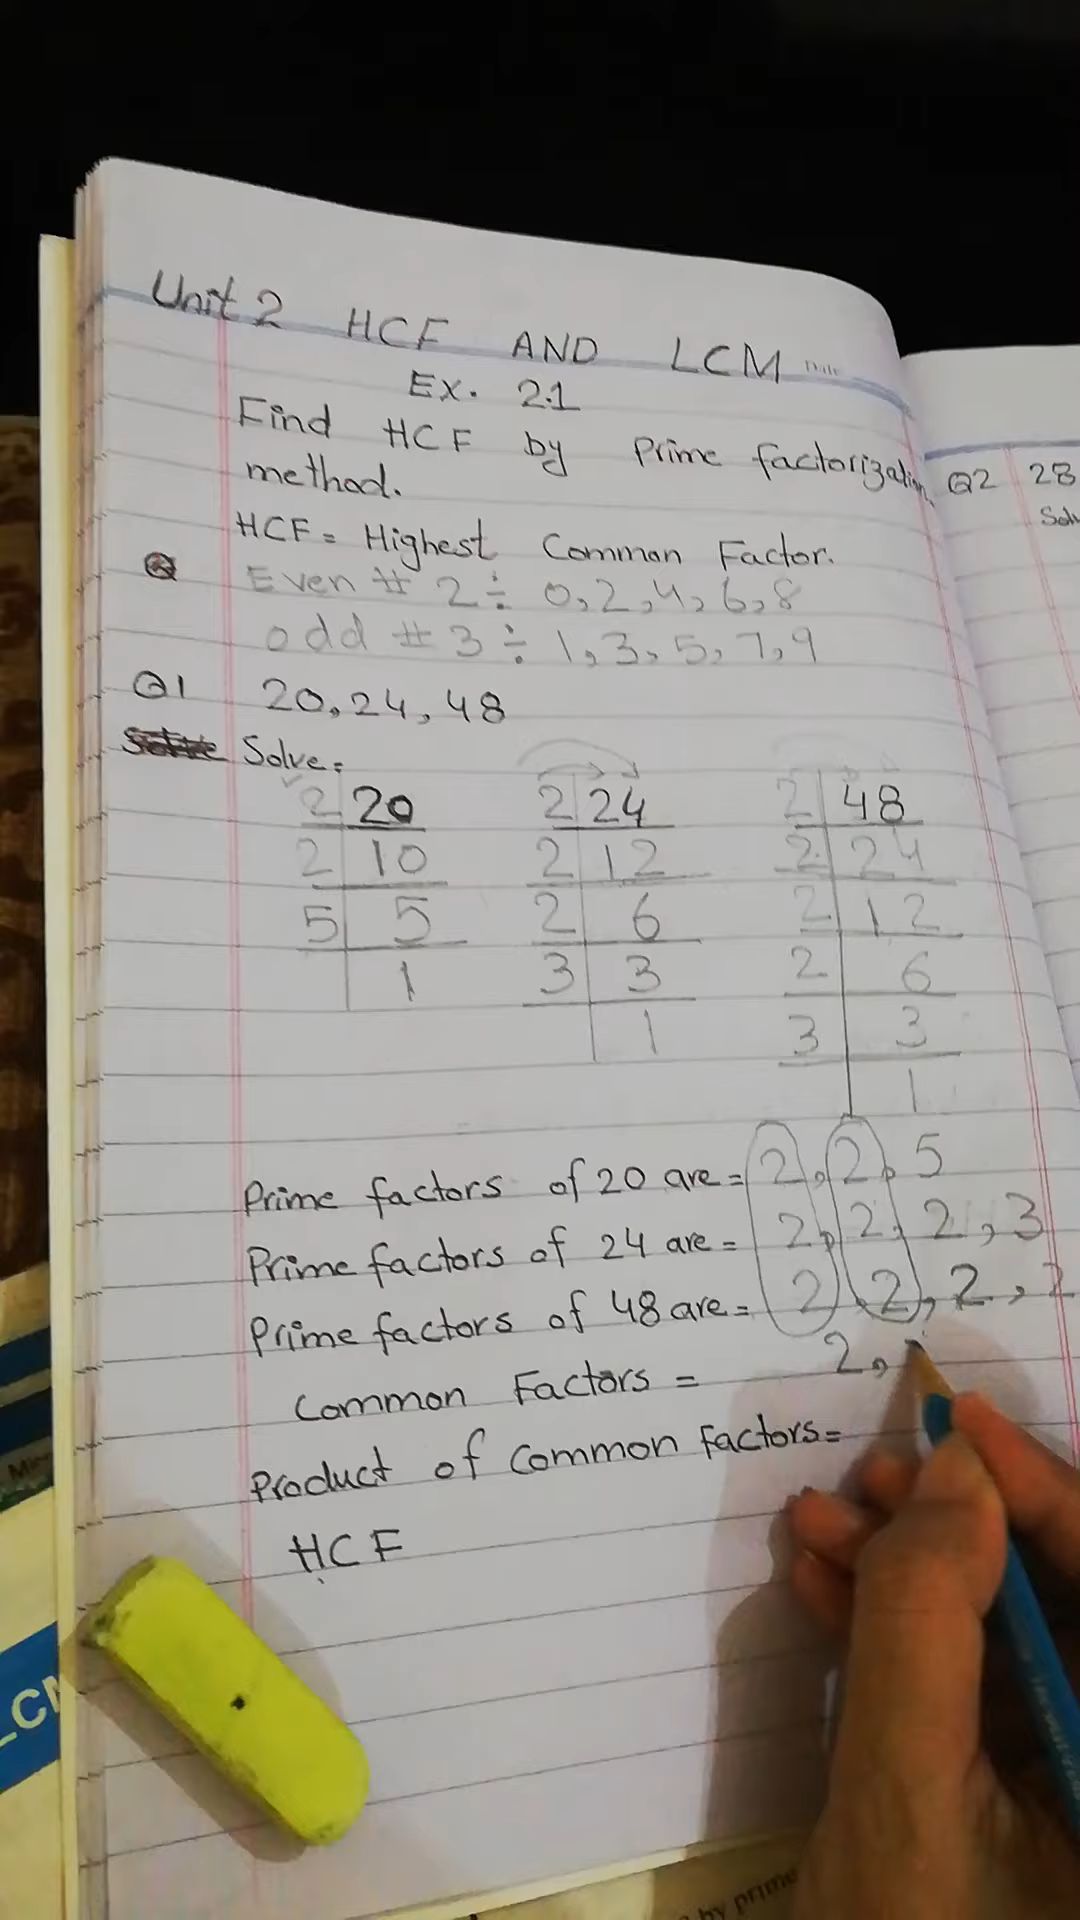 Unit 2 HCF AND LCM
Ex. 2.1
Find HCF by Prime factorization
method.
HCF = Highest Common Factor.
Even # 2 ÷ 0,2,4,6,8
odd # 3 ÷ 1,3,5,7,9
Q1 20,24,48
Solve=
2 20
2 10
5 5
1
2 24
2 12
2 6
3 3
1
2 48
2 24
2 12
2 6
3 3
1
Prime factors of 20 are = 2, 2, 5
Prime factors of 24 are = 2, 2, 2, 3
Prime factors of 48 are = 2, 2, 2, 2
Common Factors = 2,
Product of Common factors =
HCF
Q2 28
LCM
by prime